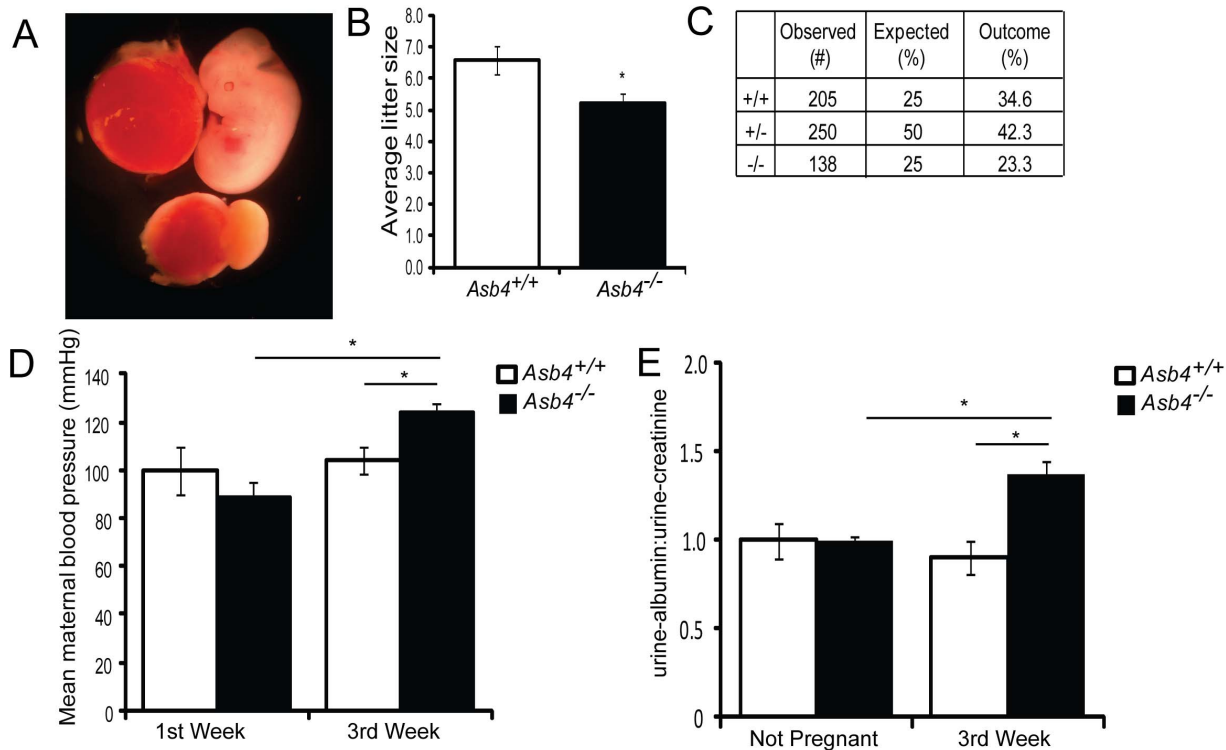 A
B
Average litter size
8.0
7.0
6.0
5.0
4.0
3.0
2.0
1.0
0.0
*
Asb4+/+ Asb4-/-
C
Observed (#) Expected (%) Outcome (%)
+/+ 205 25 34.6
+/- 250 50 42.3
-/- 138 25 23.3
D
Mean maternal blood pressure (mmHg)
140
120
100
80
60
40
20
0
*
*
Asb4+/+
Asb4-/-
1st Week 3rd Week
E
urine-albumin:urine-creatinine
2.0
1.5
1.0
0.5
0
*
*
Asb4+/+
Asb4-/-
Not Pregnant 3rd Week